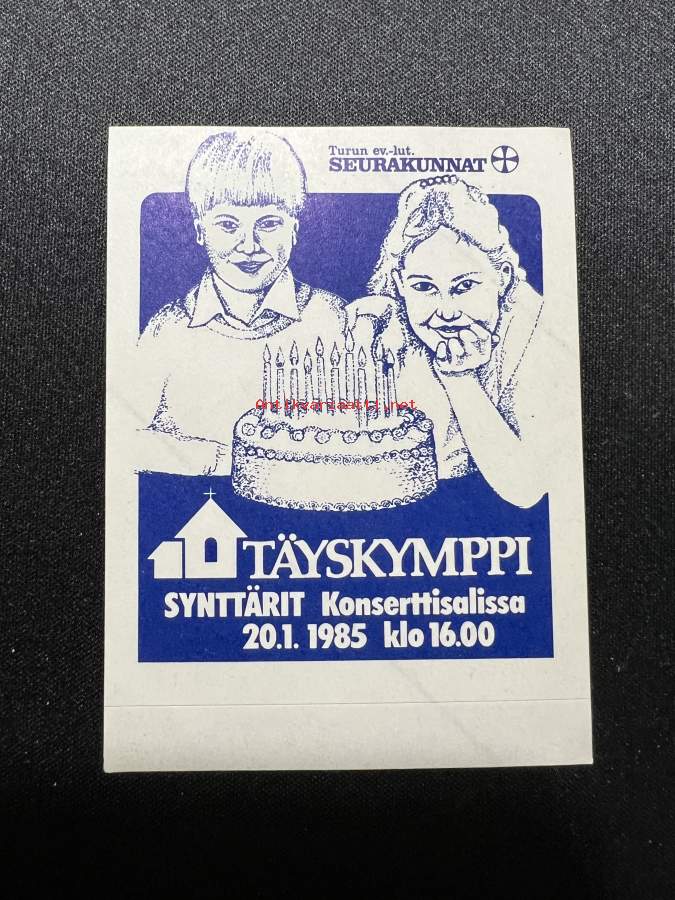 Turun ev.-lut.
SEURAKUNNAT
Antikvariaatti.net
TÄYSKYMPPI
SYNTTÄRIT Konserttisalissa
20.1. 1985 klo 16.00